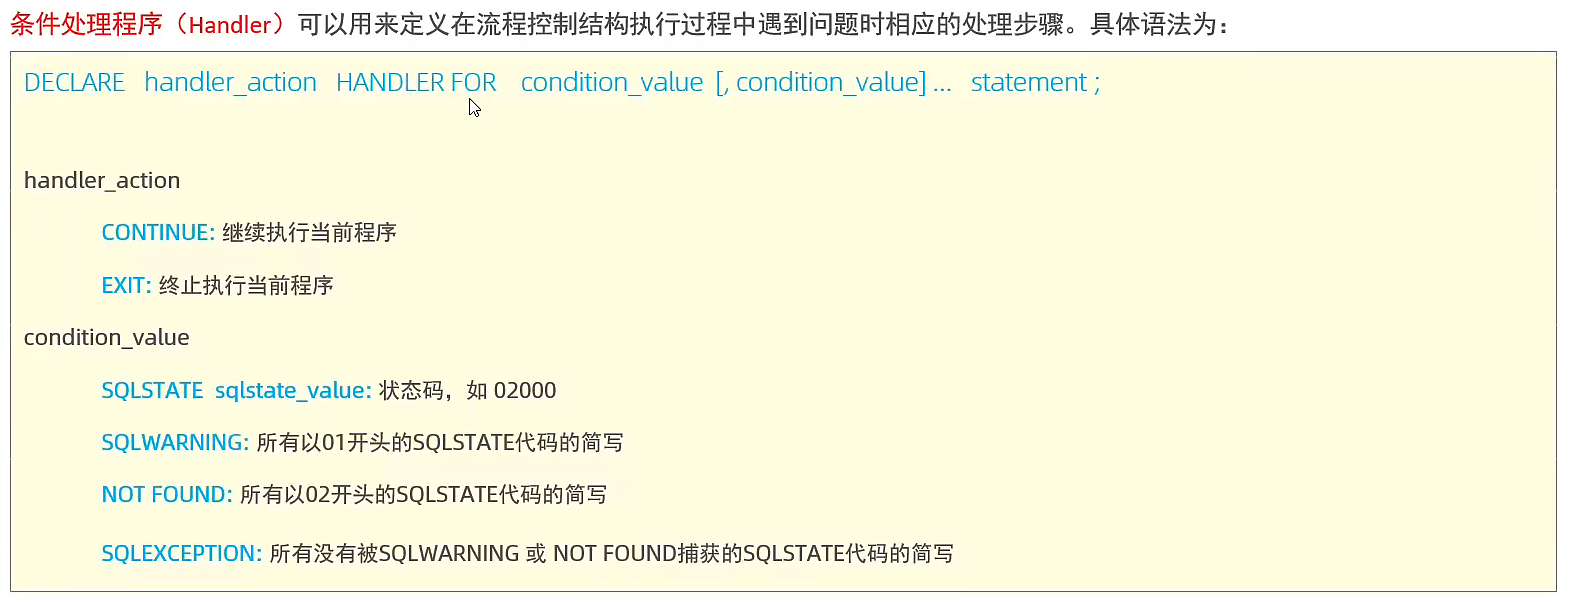 条件处理程序（Handler）可以用来定义在流程控制结构执行过程中遇到问题时相应的处理步骤。具体语法为：
DECLARE handler_action HANDLER FOR condition_value [, condition_value] ... statement ;
handler_action
CONTINUE: 继续执行当前程序
EXIT: 终止执行当前程序
condition_value
SQLSTATE sqlstate_value: 状态码，如 02000
SQLWARNING: 所有以01开头的SQLSTATE代码的简写
NOT FOUND: 所有以02开头的SQLSTATE代码的简写
SQLEXCEPTION: 所有没有被SQLWARNING 或 NOT FOUND捕获的SQLSTATE代码的简写